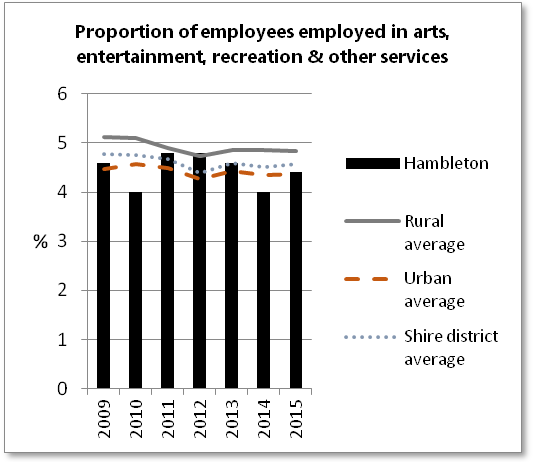 Proportion of employees employed in arts,
entertainment, recreation & other services
6
5
4
3
2
1
0
%
2009
2010
2011
2012
2013
2014
2015
Hambleton
Rural
average
Urban
average
Shire district
average